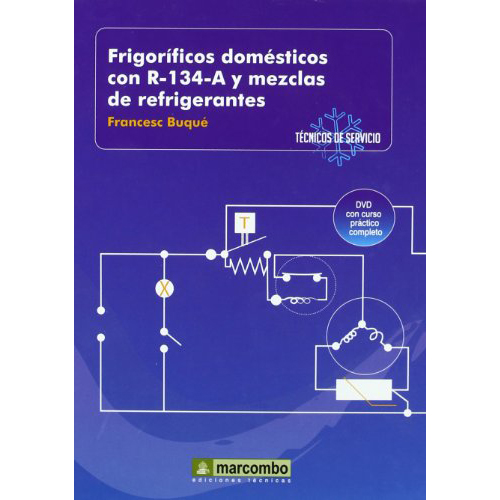 Frigoríficos domésticos
con R-134-A y mezclas
de refrigerantes
Francesc Buqué
TÉCNICOS DE SERVICIO
DVD
con curso
práctico
completo
T
X
marcombo
ediciones técnicas